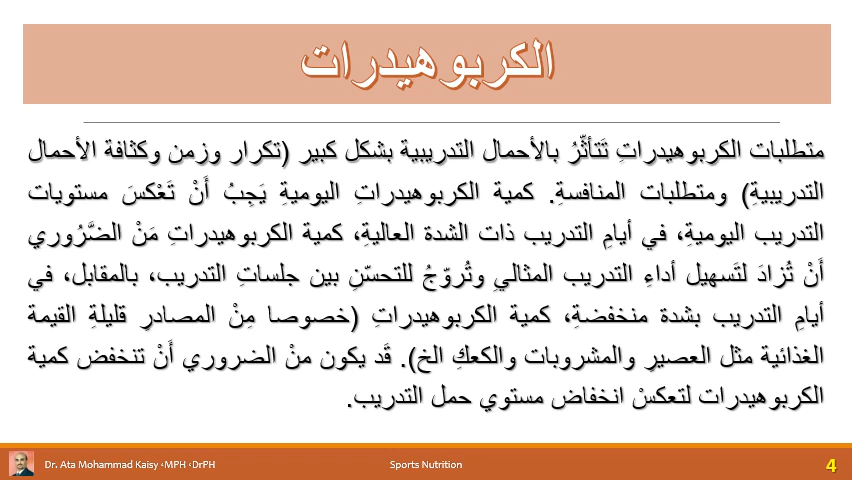 الكربوهيدرات
متطلبات الكربوهيدراتِ تَتأثّرُ بالأحمال التدريبية بشكل كبير (تكرار وزمن وكثافة الأحمال
التدريبيةِ) ومتطلبات المنافسةِ. كمية الكربوهيدراتِ اليوميةِ يَجِبُ أَنْ تَعْكسَ مستويات
التدريب اليوميةِ، في أيامِ التدريب ذات الشدة العاليةِ، كمية الكربوهيدراتِ مَنْ الضَّرُوري
أَنْ تُزادَ لتَسهيل أداءِ التدريب المثاليِ وتُروّجُ للتحسّنِ بين جلساتِ التدريب، بالمقابل، في
أيامِ التدريب بشدة منخفضةِ، كمية الكربوهيدراتِ (خصوصا مِنْ المصادرِ قليلةِ القيمة
الغذائية مثل العصيرِ والمشروبات والكعكِ الخ). قَد يكون منْ الضروري أَنْ تنخفض كمية
الكربوهيدرات لتعكسْ انخفاض مستوي حمل التدريب.
Dr. Ata Mohammad Kaisy ،MPH ،DrPH
Sports Nutrition
4